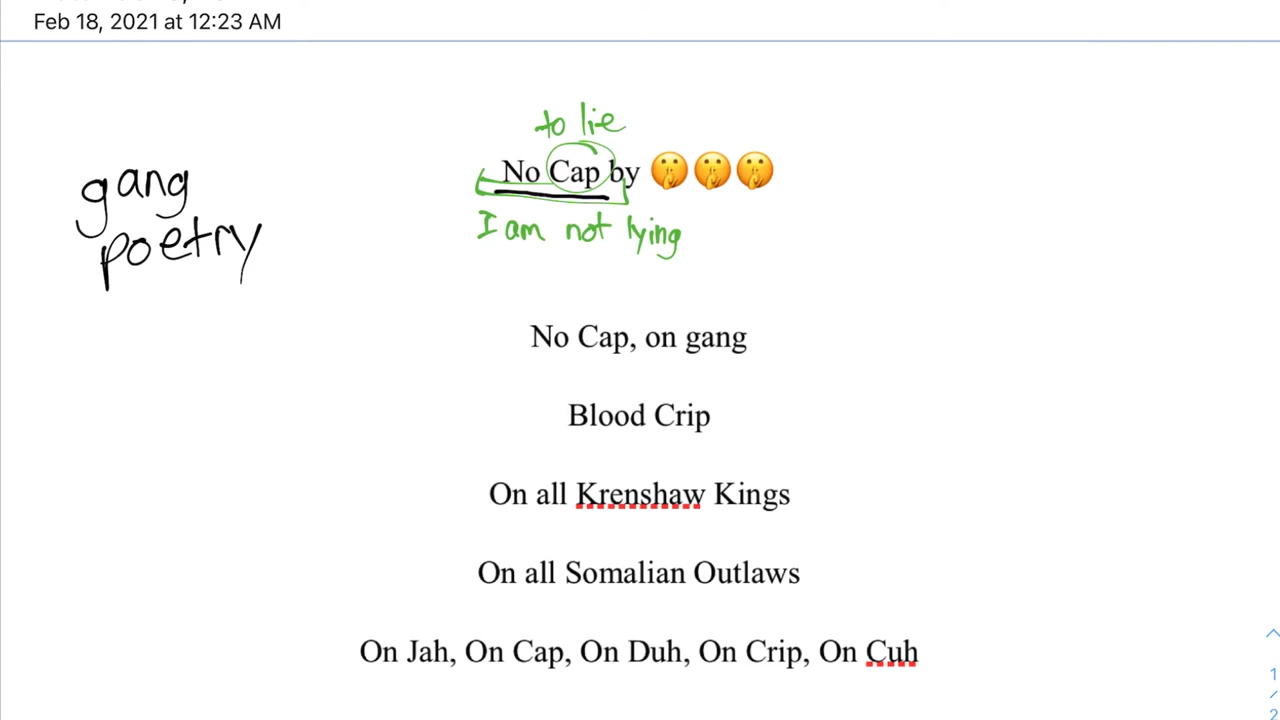 Feb 18, 2021 at 12:23 AM
to lie
No Cap by 🤫🤫🤫
gang
poetry
I am not lying
No Cap, on gang
Blood Crip
On all Krenshaw Kings
On all Somalian Outlaws
On Jah, On Cap, On Duh, On Crip, On Cuh
1
/
2